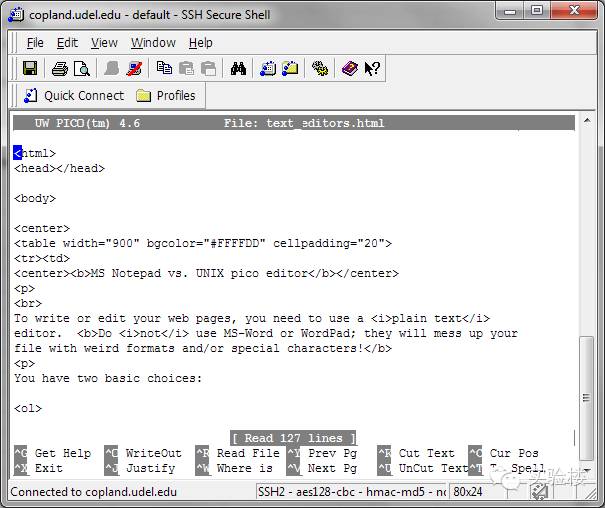 copland.udel.edu - default - SSH Secure Shell
File Edit View Window Help
Quick Connect Profiles
UW PICO(tm) 4.6 File: text_editors.html
<html>
<head></head>
<body>
<center>
<table width="900" bgcolor="#FFFFDD" cellpadding="20">
<tr><td>
<center><b>MS Notepad vs. UNIX pico editor</b></center>
<p>
<br>
To write or edit your web pages, you need to use a <i>plain text</i>
editor.  <b>Do <i>not</i> use MS-Word or WordPad; they will mess up your
file with weird formats and/or special characters!</b>
<p>
You have two basic choices:
<ol>
[ Read 127 lines ]
^G Get Help ^O WriteOut ^R Read File ^Y Prev Pg ^K Cut Text ^C Cur Pos
^X Exit ^J Justify ^W Where is ^V Next Pg ^U UnCut Text ^T To Spell
实验楼
Connected to copland.udel.edu SSH2 - aes128-cbc - hmac-md5 - 80x24